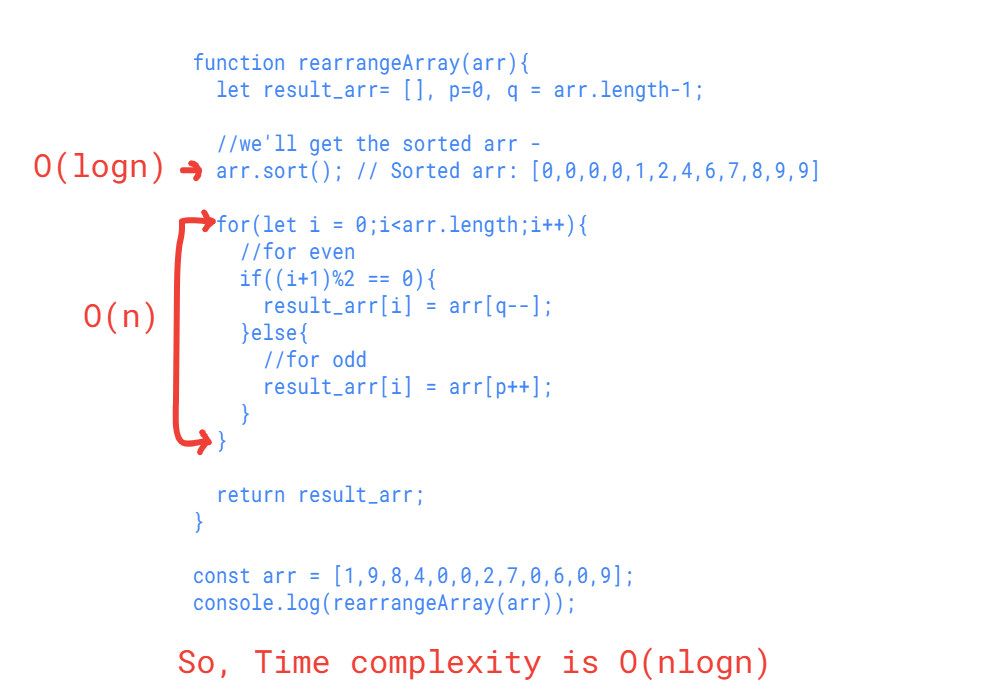 function rearrangeArray(arr){
let result_arr= [], p=0, q = arr.length-1;
//we'll get the sorted arr -
O(logn)
arr.sort(); // Sorted arr: [0,0,0,0,1,2,4,6,7,8,9,9]
for(let i = 0;i<arr.length;i++){
//for even
if((i+1)%2 == 0){
result_arr[i] = arr[q--];
O(n)
}else{
//for odd
result_arr[i] = arr[p++];
}
}
return result_arr;
}
const arr = [1,9,8,4,0,0,2,7,0,6,0,9];
console.log(rearrangeArray(arr));
So, Time complexity is O(nlogn)